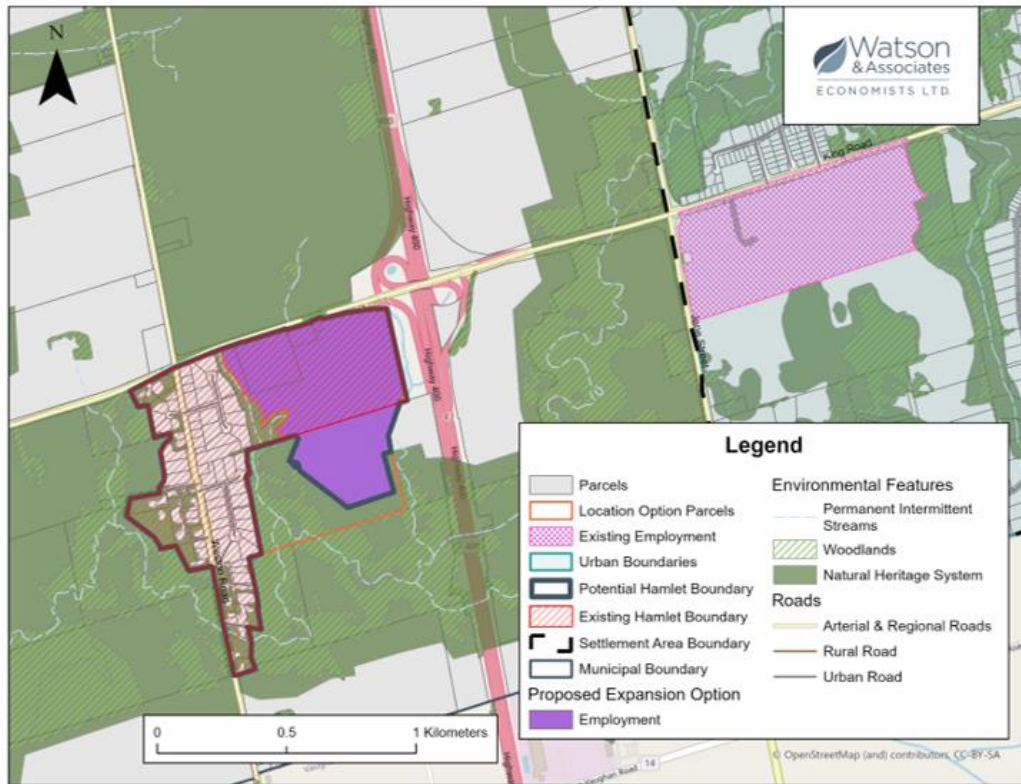 N
Watson
& Associates
ECONOMISTS LTD.
King Road
Highway 400
Highway 400
Legend
Parcels
Location Option Parcels
Existing Employment
Urban Boundaries
Potential Hamlet Boundary
Existing Hamlet Boundary
Settlement Area Boundary
Municipal Boundary
Proposed Expansion Option
Employment
Environmental Features
Permanent Intermittent
Streams
Woodlands
Natural Heritage System
Roads
Arterial & Regional Roads
Rural Road
Urban Road
0 0.5 1 Kilometers
14
Vaughan Road
© OpenStreetMap (and) contributors, CC-BY-SA